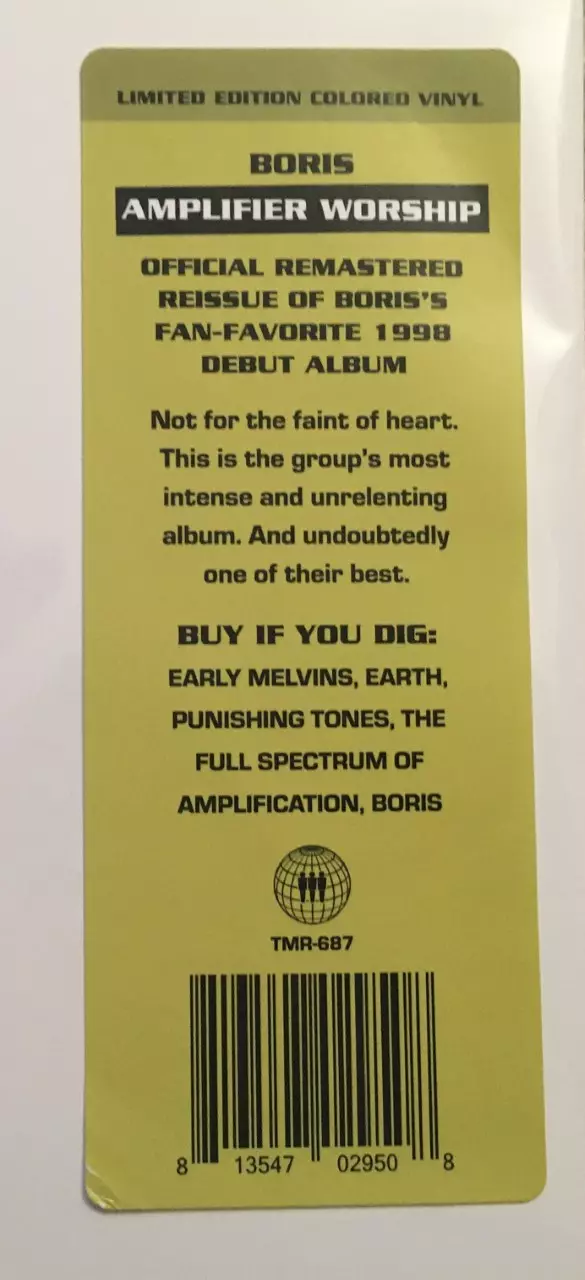 LIMITED EDITION COLORED VINYL
BORIS
AMPLIFIER WORSHIP
OFFICIAL REMASTERED
REISSUE OF BORIS'S
FAN-FAVORITE 1998
DEBUT ALBUM
Not for the faint of heart.
This is the group's most
intense and unrelenting
album. And undoubtedly
one of their best.
BUY IF YOU DIG:
EARLY MELVINS, EARTH,
PUNISHING TONES, THE
FULL SPECTRUM OF
AMPLIFICATION, BORIS
TMR-687
8 13547 02950 8